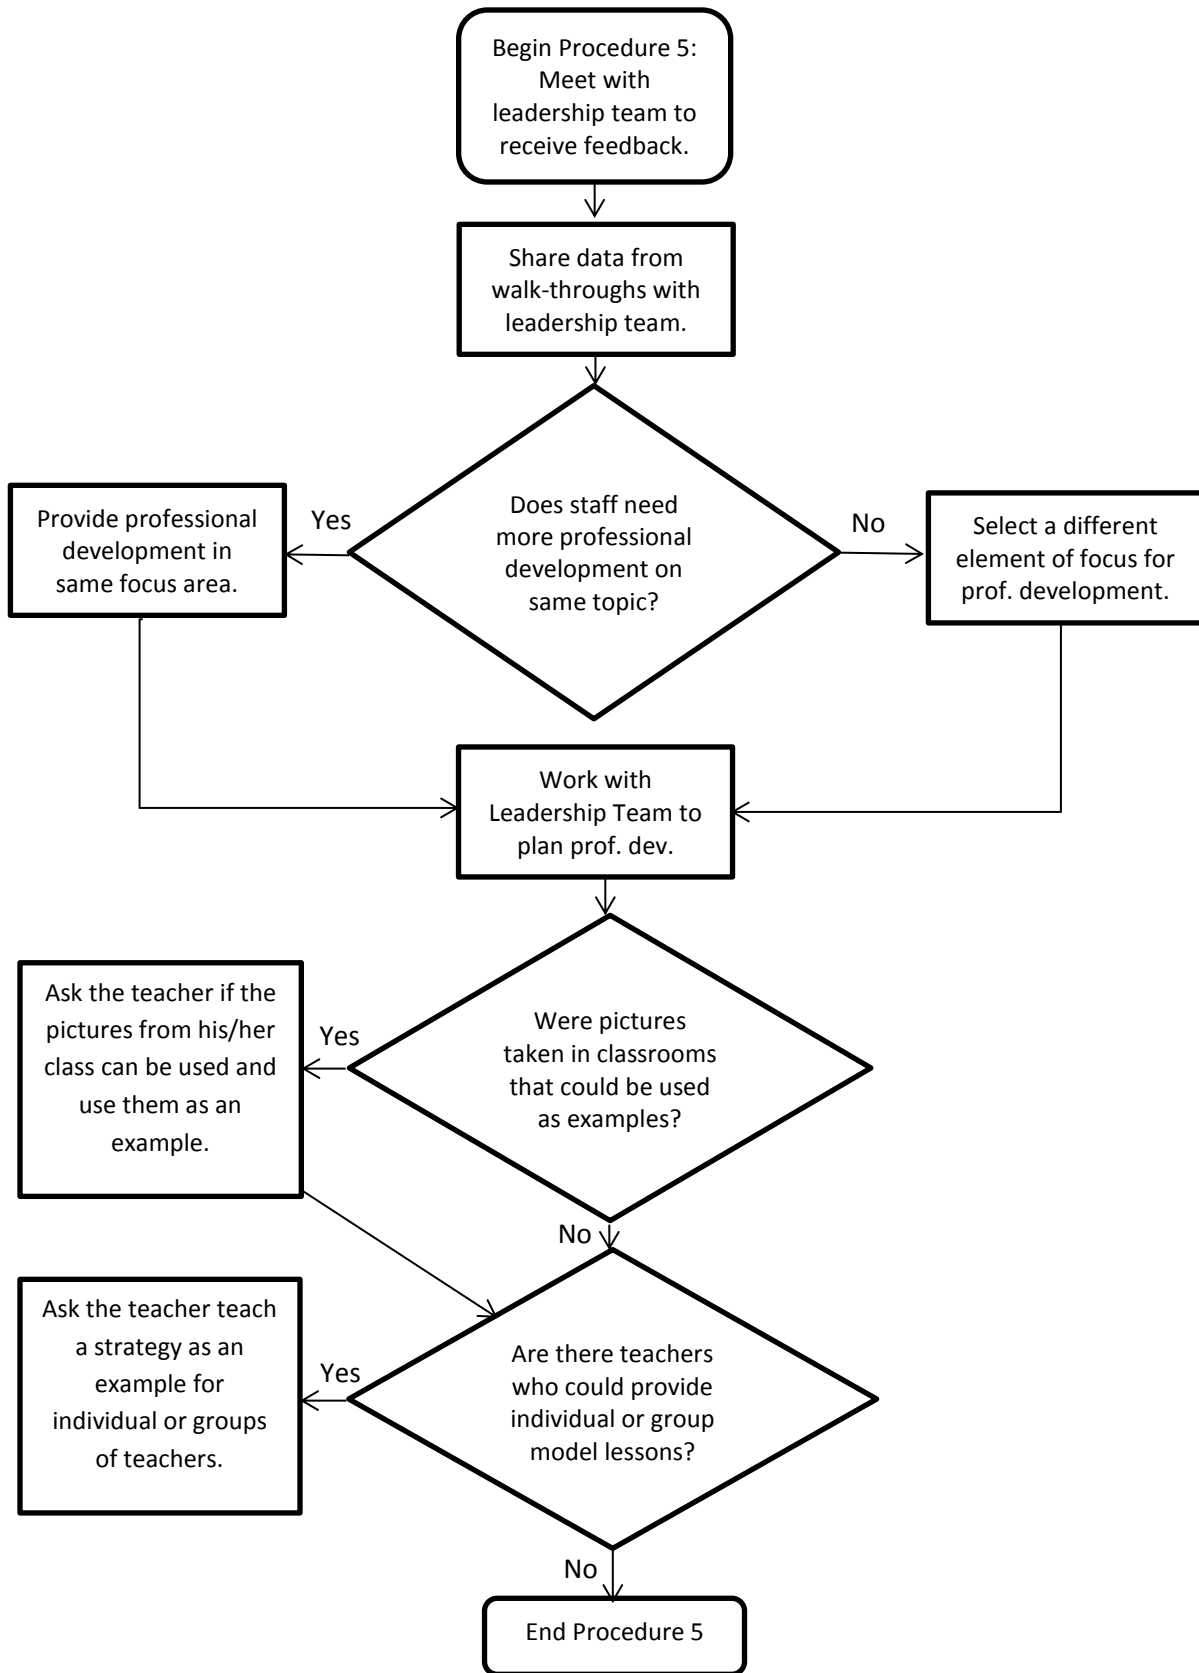 Begin Procedure 5:
Meet with
leadership team to
receive feedback.
Share data from
walk-throughs with
leadership team.
Does staff need
more professional
development on
same topic?
Yes
Provide professional
development in
same focus area.
No
Select a different
element of focus for
prof. development.
Work with
Leadership Team to
plan prof. dev.
Were pictures
taken in classrooms
that could be used
as examples?
Yes
Ask the teacher if the
pictures from his/her
class can be used and
use them as an
example.
No
Are there teachers
who could provide
individual or group
model lessons?
Yes
Ask the teacher teach
a strategy as an
example for
individual or groups
of teachers.
No
End Procedure 5